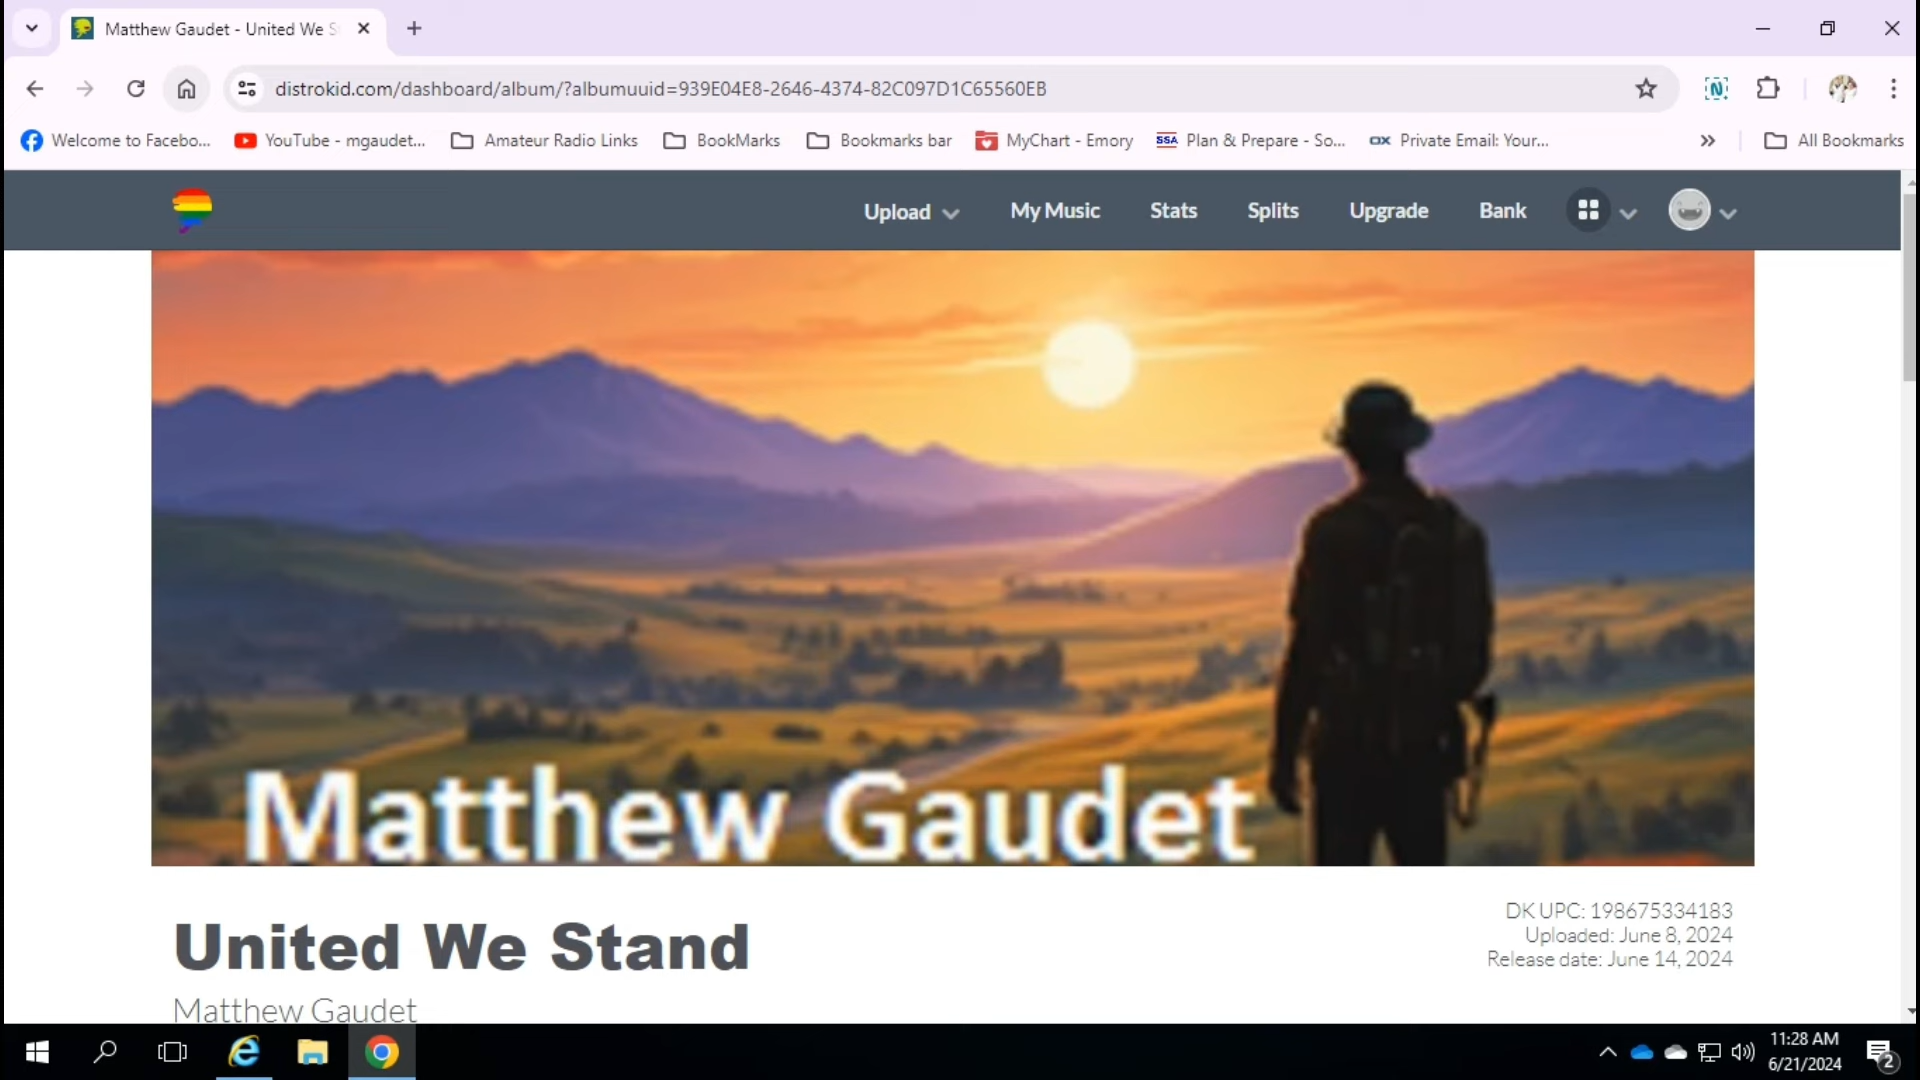 Matthew Gaudet - United We S
distrokid.com/dashboard/album/?albumuuid=939E04E8-2646-4374-82C097D1C65560EB
Welcome to Facebo... YouTube - mgaudet... Amateur Radio Links BookMarks Bookmarks bar MyChart - Emory SSA Plan & Prepare - So... OX Private Email: Your... » All Bookmarks
Upload My Music Stats Splits Upgrade Bank
Matthew Gaudet
United We Stand
DK UPC: 198675334183
Uploaded: June 8, 2024
Release date: June 14, 2024
Matthew Gaudet
11:28 AM
6/21/2024
2